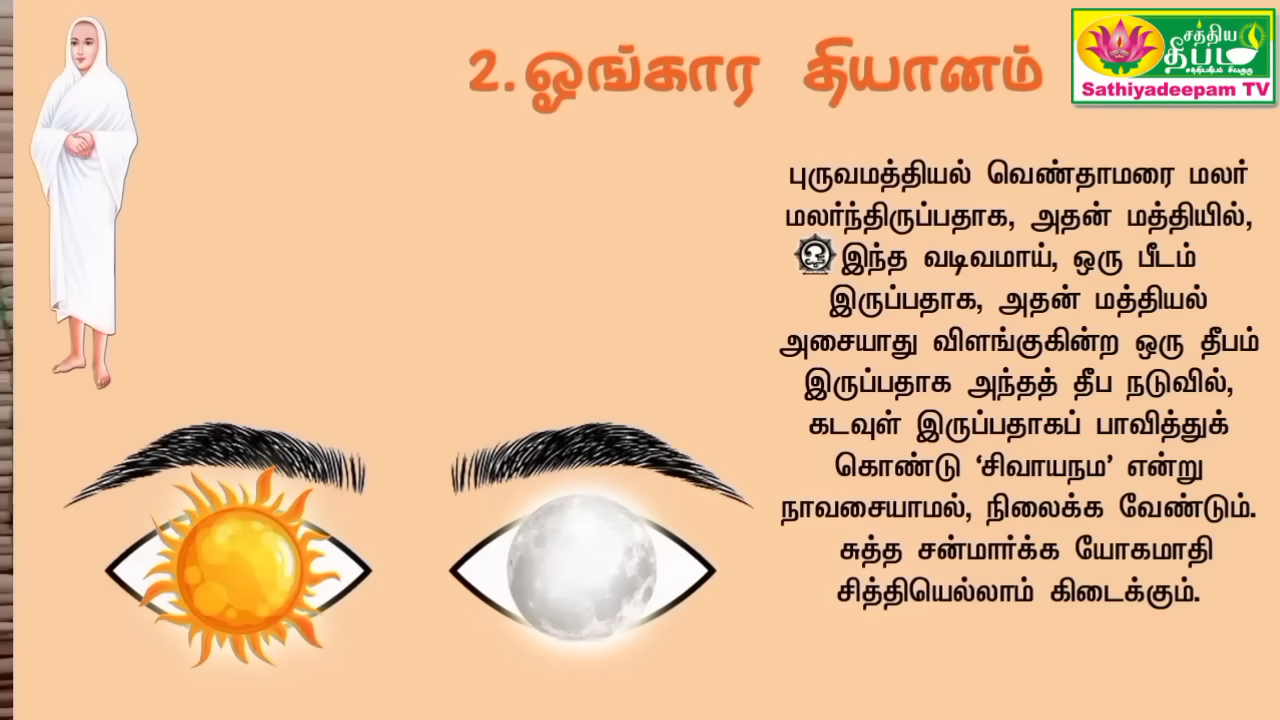 2.ஓங்கார தியானம்
சத்திய
தீபம்
Sathiyadeepam TV
புருவமத்தியல் வெண்தாமரை மலர்
மலர்ந்திருப்பதாக, அதன் மத்தியில்,
இந்த வடிவமாய், ஒரு பீடம்
இருப்பதாக, அதன் மத்தியல்
அசையாது விளங்குகின்ற ஒரு தீபம்
இருப்பதாக அந்தத் தீப நடுவில்,
கடவுள் இருப்பதாகப் பாவித்துக்
கொண்டு ‘சிவாயநம’ என்று
நாவசையாமல், நிலைக்க வேண்டும்.
சுத்த சன்மார்க்க யோகமாதி
சித்தியெல்லாம் கிடைக்கும்.